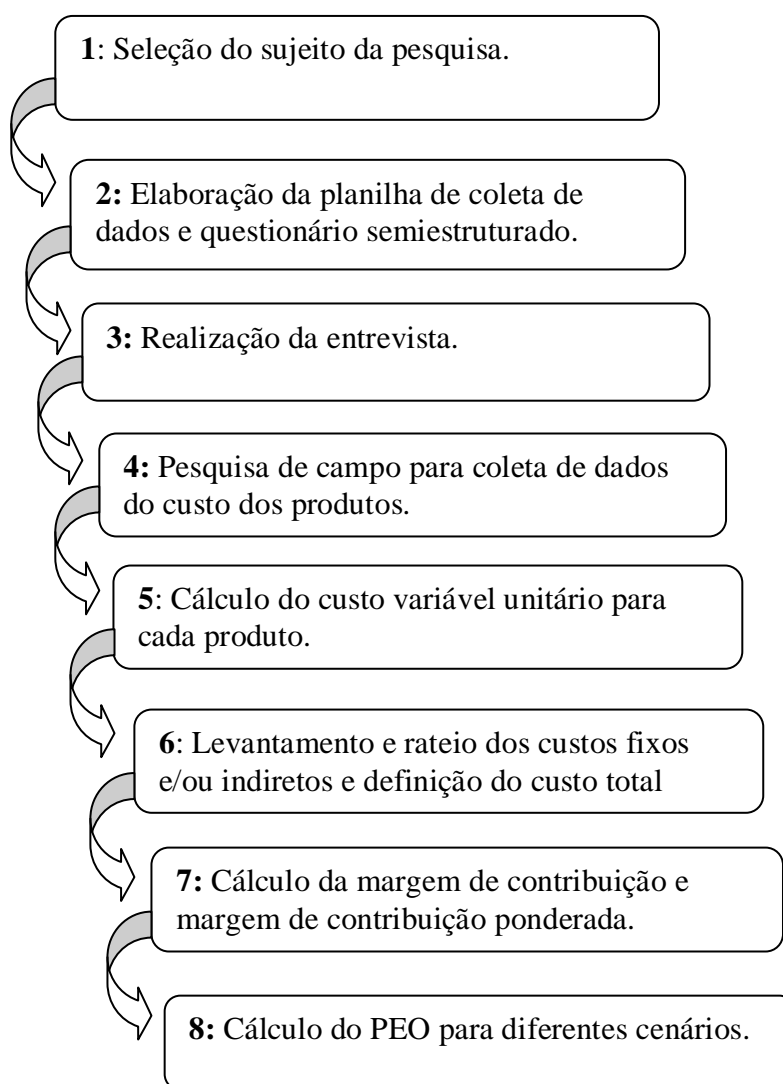 1: Seleção do sujeito da pesquisa.
2: Elaboração da planilha de coleta de
dados e questionário semiestruturado.
3: Realização da entrevista.
4: Pesquisa de campo para coleta de dados
do custo dos produtos.
5: Cálculo do custo variável unitário para
cada produto.
6: Levantamento e rateio dos custos fixos
e/ou indiretos e definição do custo total
7: Cálculo da margem de contribuição e
margem de contribuição ponderada.
8: Cálculo do PEO para diferentes cenários.